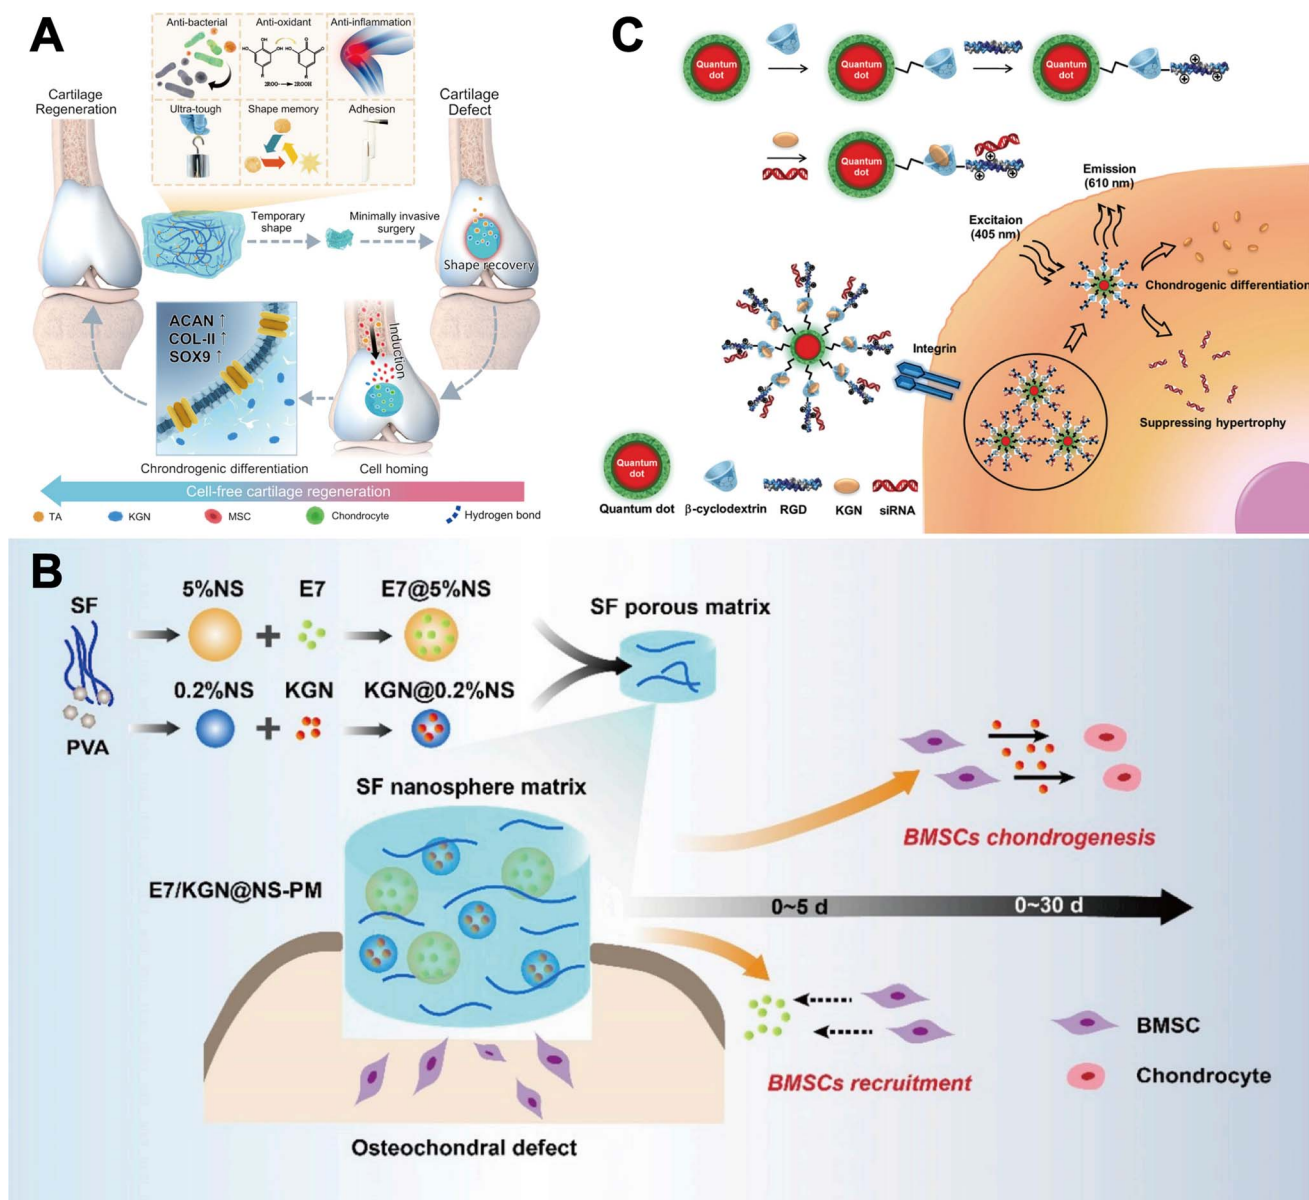 A
Anti-bacterial
Anti-oxidant
Anti-inflammation
2ROO· → 2ROOH
Ultra-tough
Shape memory
Adhesion
Cartilage
Regeneration
Cartilage
Defect
Temporary
shape
Minimally invasive
surgery
Shape recovery
ACAN ↑
COL-II ↑
SOX9 ↑
Induction
Chrondrogenic differentiation
Cell homing
Cell-free cartilage regeneration
TA
KGN
MSC
Chondrocyte
Hydrogen bond
C
Quantum
dot
Quantum
dot
Quantum
dot
Quantum
dot
Emission
(610 nm)
Excitaion
(405 nm)
Chondrogenic differentiation
Integrin
Suppressing hypertrophy
Quantum
dot
Quantum dot
β-cyclodextrin
RGD
KGN
siRNA
B
SF
PVA
5%NS
E7
E7@5%NS
0.2%NS
KGN
KGN@0.2%NS
SF porous matrix
SF nanosphere matrix
E7/KGN@NS-PM
BMSCs chondrogenesis
0~5 d
0~30 d
BMSCs recruitment
BMSC
Chondrocyte
Osteochondral defect